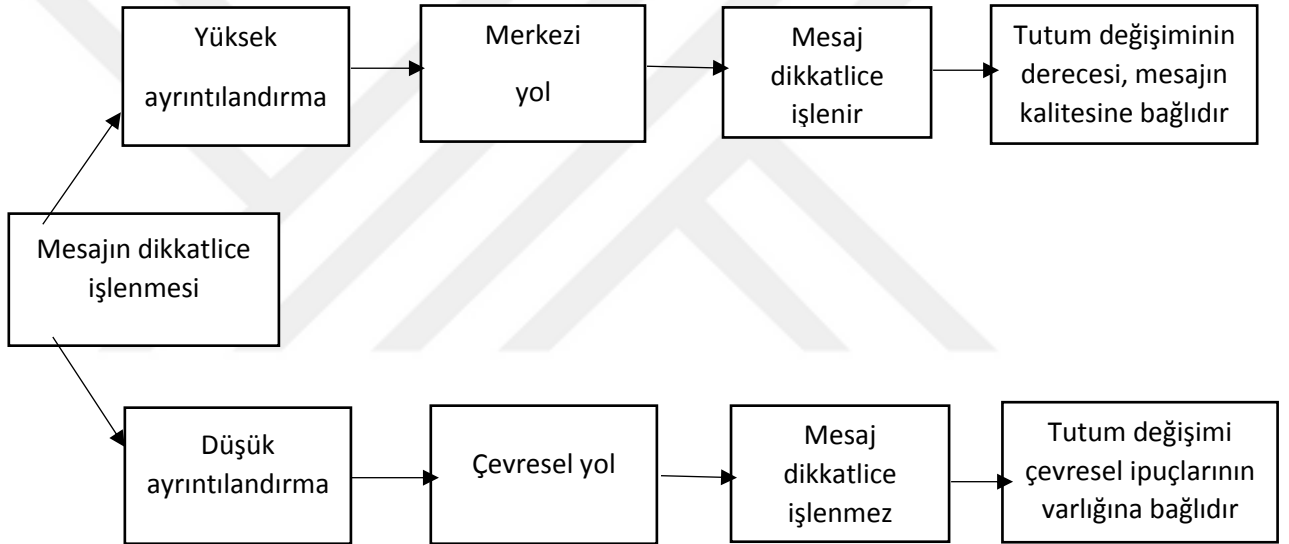 Yüksek
ayrıntılandırma
Merkezi
yol
Mesaj
dikkatlice
işlenir
Tutum değişiminin
derecesi, mesajın
kalitesine bağlıdır
Mesajın dikkatlice
işlenmesi
Düşük
ayrıntılandırma
Çevresel yol
Mesaj
dikkatlice
işlenmez
Tutum değişimi
çevresel ipuçlarının
varlığına bağlıdır